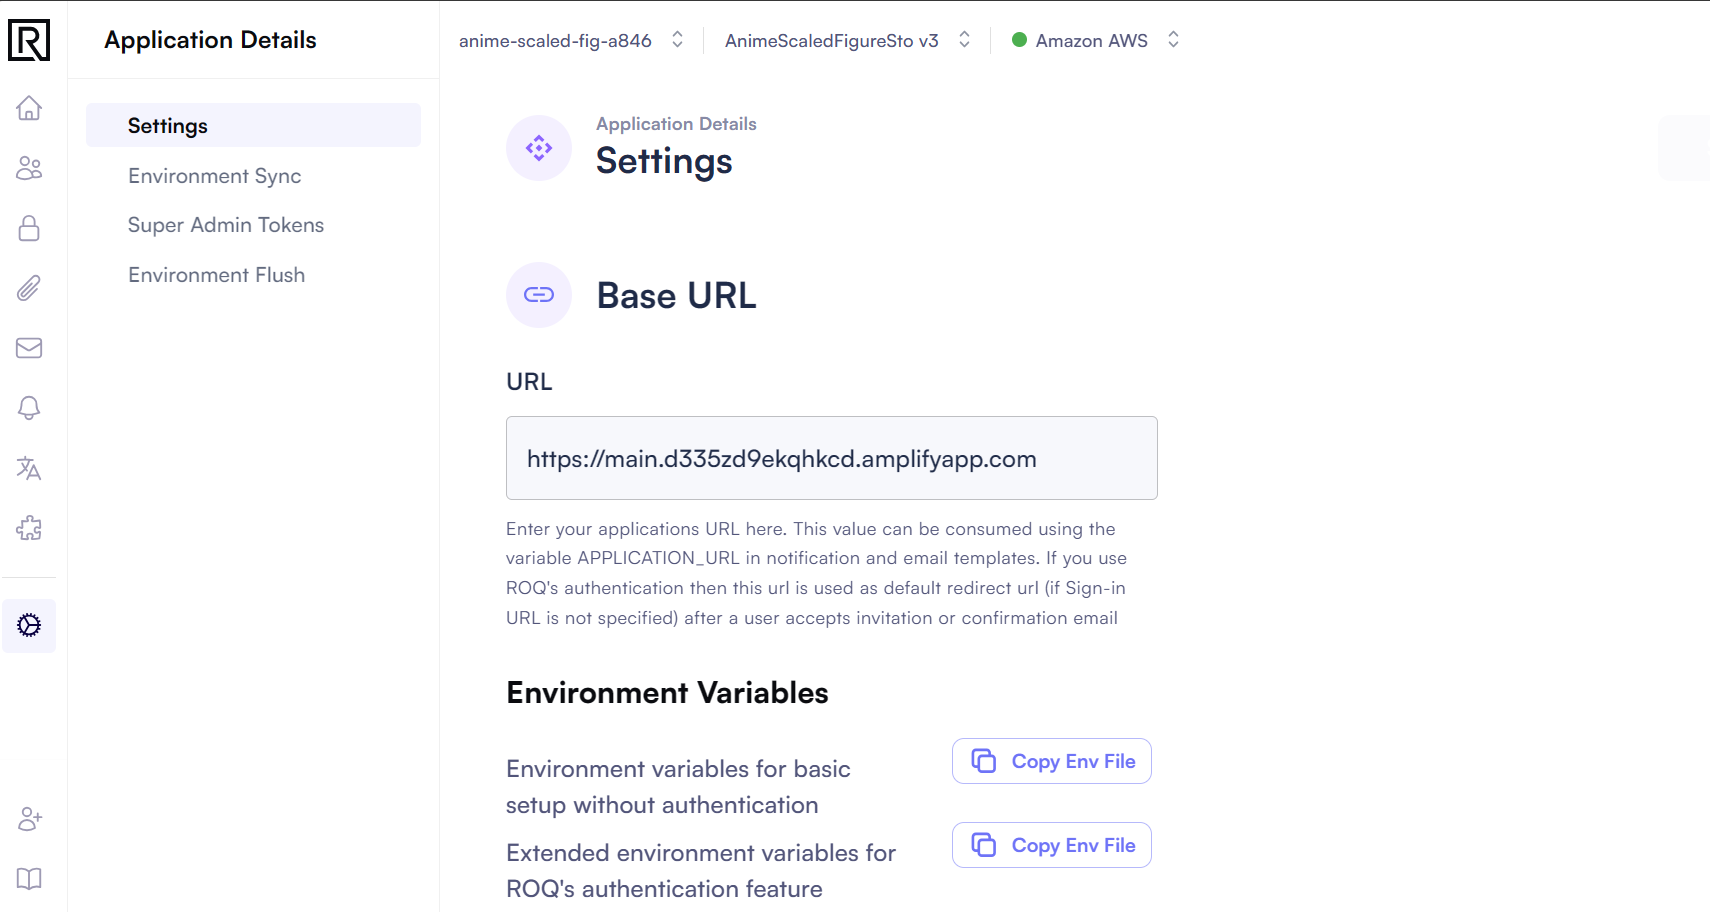 Application Details
anime-scaled-fig-a846
AnimeScaledFigureSto v3
Amazon AWS
Settings
Environment Sync
Super Admin Tokens
Environment Flush
Application Details
Settings
Base URL
URL
https://main.d335zd9ekqhkcd.amplifyapp.com
Enter your applications URL here. This value can be consumed using the
variable APPLICATION_URL in notification and email templates. If you use
ROQ's authentication then this url is used as default redirect url (if Sign-in
URL is not specified) after a user accepts invitation or confirmation email
Environment Variables
Environment variables for basic
setup without authentication
Copy Env File
Extended environment variables for
ROQ's authentication feature
Copy Env File